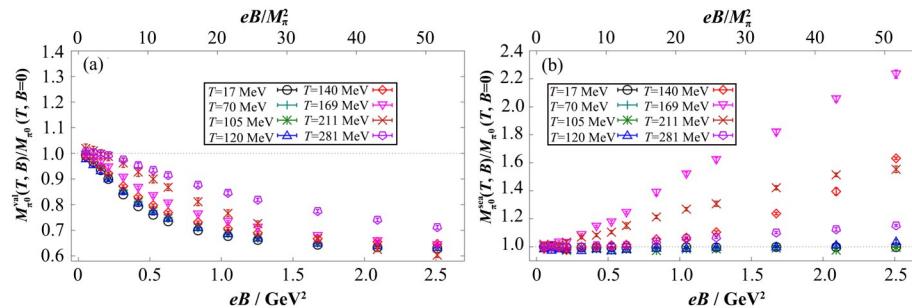 eB/M²π
0 10 20 30 40 50
(a)
T=17 MeV T=140 MeV
T=70 MeV T=169 MeV
T=105 MeV T=211 MeV
T=120 MeV T=281 MeV
M^val_π⁰(T, B)/M_π⁰(T, B=0)
1.4
1.3
1.2
1.1
1.0
0.9
0.8
0.7
0.6
0.0 0.5 1.0 1.5 2.0 2.5
eB / GeV²
eB/M²π
0 10 20 30 40 50
(b)
T=17 MeV T=140 MeV
T=70 MeV T=169 MeV
T=105 MeV T=211 MeV
T=120 MeV T=281 MeV
M^sea_π⁰(T, B)/M_π⁰(T, B=0)
2.4
2.2
2.0
1.8
1.6
1.4
1.2
1.0
0 0.5 1.0 1.5 2.0 2.5
eB / GeV²